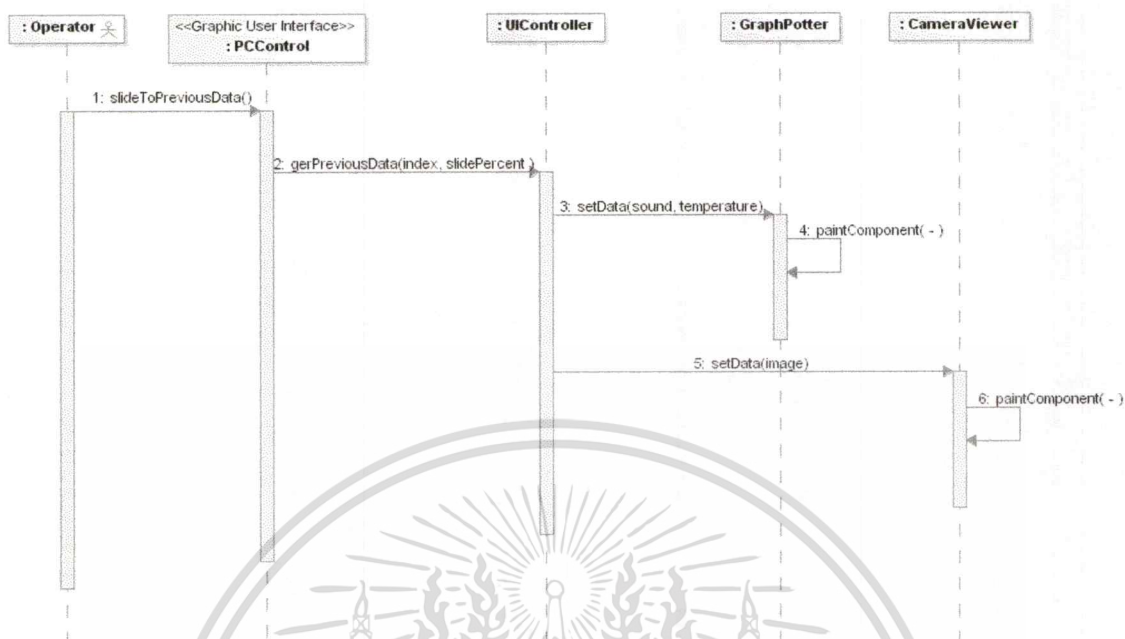 : Operator
<<Graphic User Interface>>
: PCControl
: UIController
: GraphPotter
: CameraViewer
1: slideToPreviousData()
2: gerPreviousData(index, slidePercent )
3: setData(sound, temperature)
4: paintComponent( - )
5: setData(image)
6: paintComponent( - )